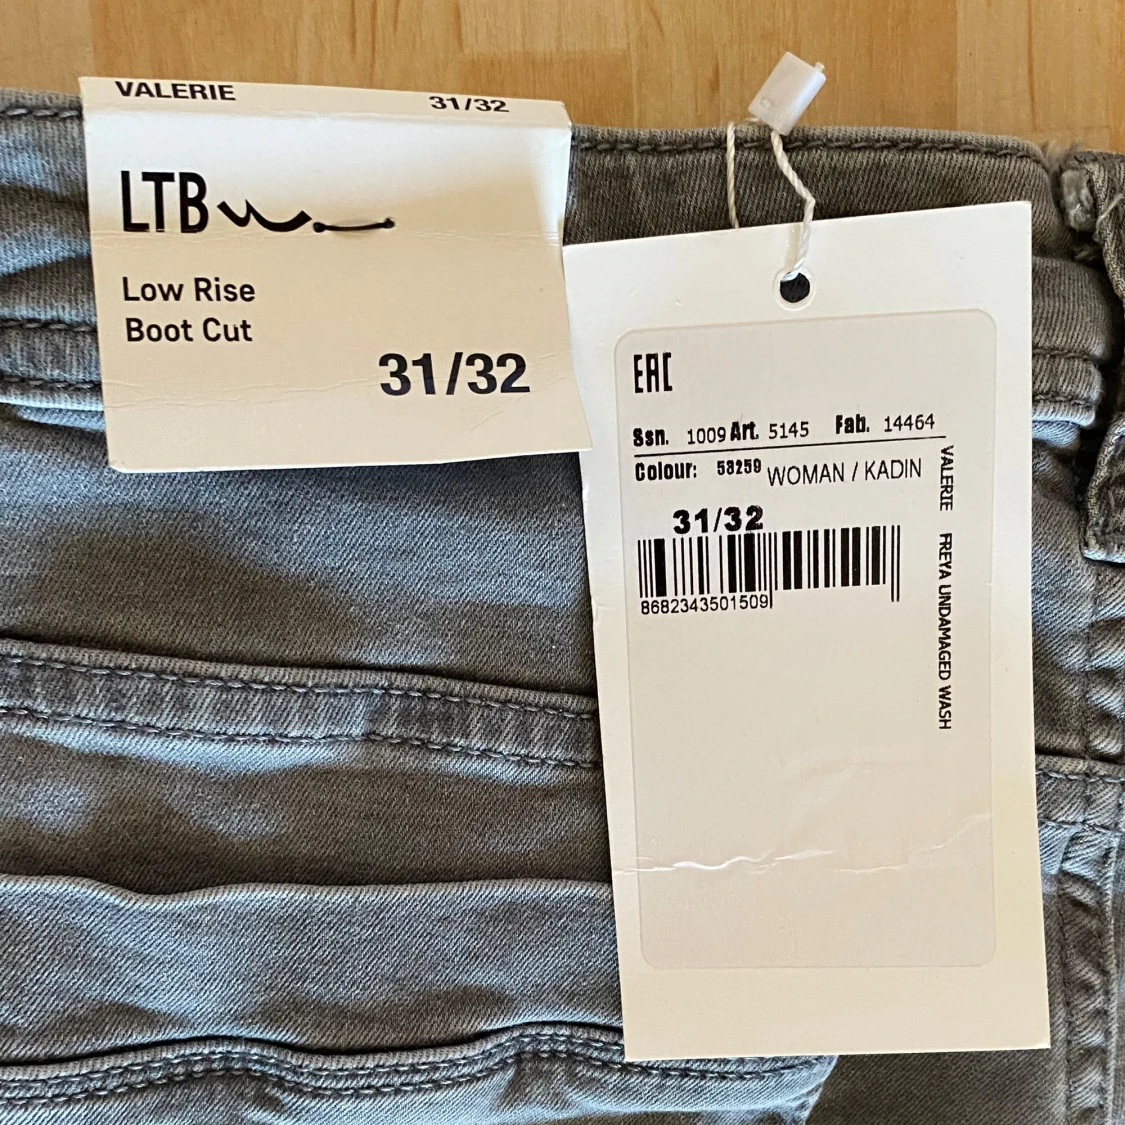 VALERIE 31/32
LTB
Low Rise
Boot Cut
31/32
EAC
Ssn. 1009 Art. 5145 Fab. 14464
Colour: 53259 WOMAN / KADIN
31/32
8682343501509
VALERIE FREYA UNDAMAGED WASH